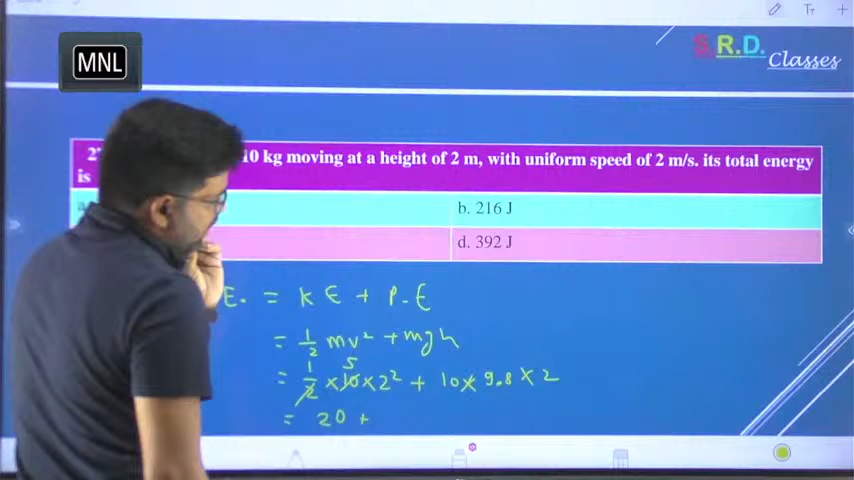 MNL
S.R.D. Classes
10 kg moving at a height of 2 m, with uniform speed of 2 m/s. its total energy
is
b. 216 J
d. 392 J
E. = K E + P.E
= 1/2 mv² + mgh
= 1/2 × 10 5 × 2² + 10 × 9.8 × 2
= 20 +